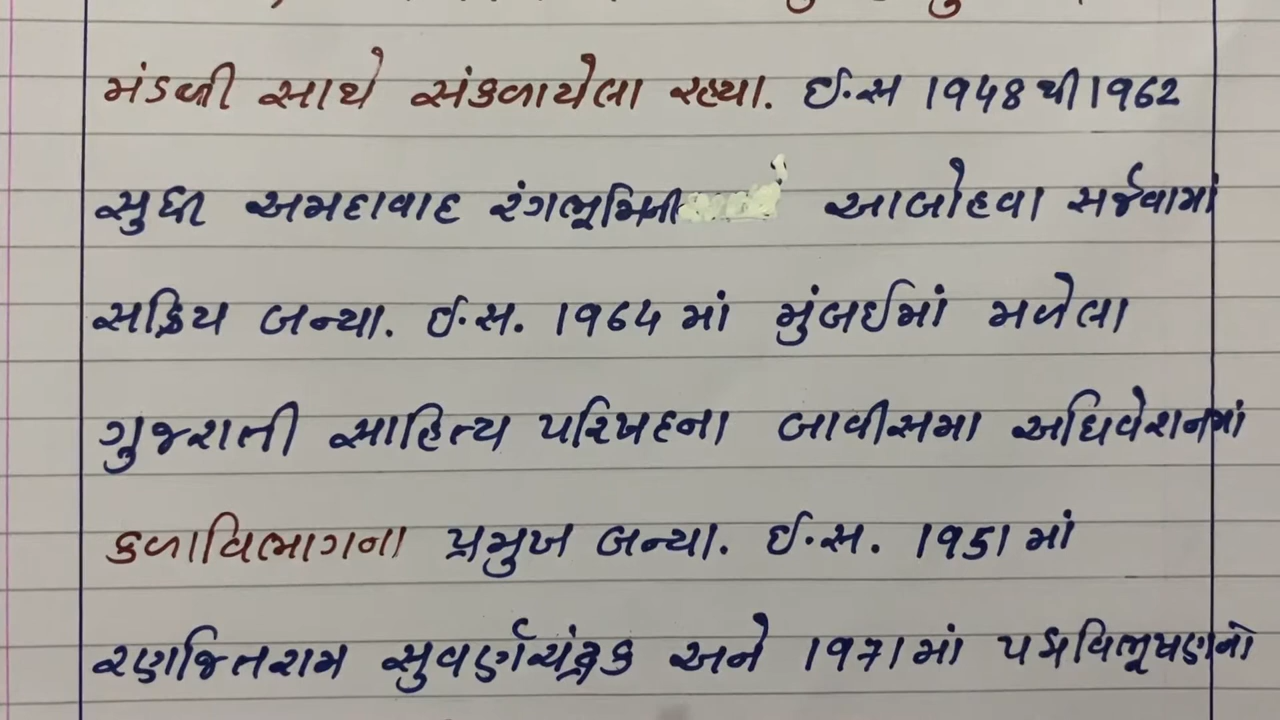 મંડળી સાથે સંકળાયેલા રહ્યા. ઈ.સ 1948 થી 1962
સુધી અમદાવાદ રંગભૂમિની આબોહવા સર્જવામાં
સક્રિય બન્યા. ઈ.સ. 1964 માં મુંબઈમાં મળેલા
ગુજરાતી સાહિત્ય પરિષદના બાવીસમા અધિવેશનમાં
કળાવિભાગના પ્રમુખ બન્યા. ઈ.સ. 1951 માં
રણજિતરામ સુવર્ણચંદ્રક અને 1971 માં પદ્મવિભૂષણનો